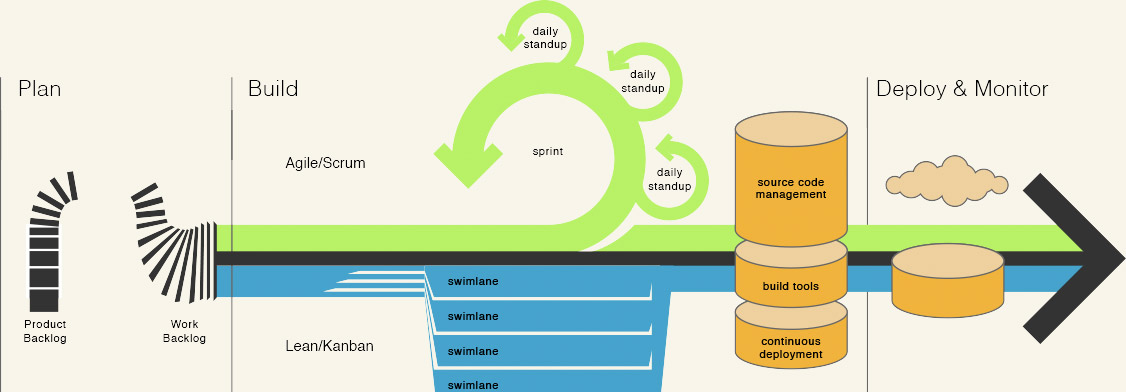 Plan
Build
Deploy & Monitor
daily
standup
daily
standup
daily
standup
sprint
Agile/Scrum
source code
management
build tools
continuous
deployment
Product
Backlog
Work
Backlog
Lean/Kanban
swimlane
swimlane
swimlane
swimlane